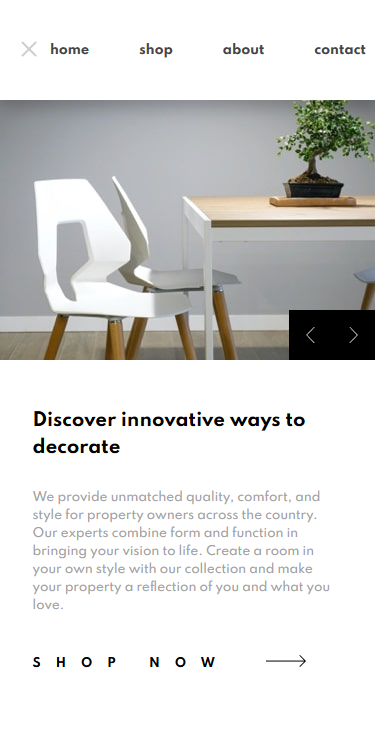 home shop about contact
Discover innovative ways to
decorate
We provide unmatched quality, comfort, and
style for property owners across the country.
Our experts combine form and function in
bringing your vision to life. Create a room in
your own style with our collection and make
your property a reflection of you and what you
love.
SHOP NOW